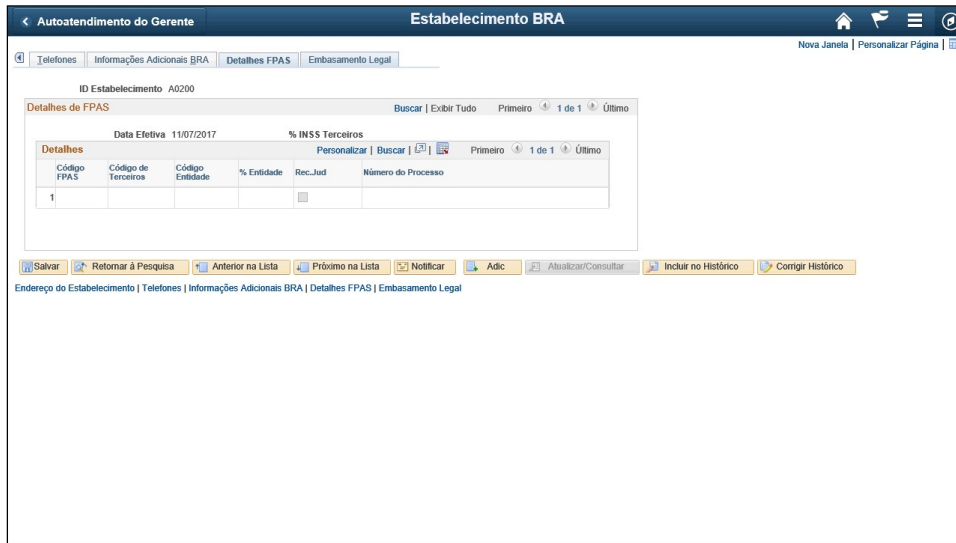 Autoatendimento do Gerente
Estabelecimento BRA
Nova Janela | Personalizar Página |
Telefones
Informações Adicionais BRA
Detalhes FPAS
Embasamento Legal
ID Estabelecimento A0200
Detalhes de FPAS
Buscar | Exibir Tudo Primeiro 1 de 1 Último
Data Efetiva 11/07/2017 % INSS Terceiros
Detalhes
Personalizar | Buscar | | Primeiro 1 de 1 Último
Código FPAS
Código de Terceiros
Código Entidade
% Entidade
Rec.Jud
Número do Processo
1
Salvar
Retornar à Pesquisa
Anterior na Lista
Próximo na Lista
Notificar
Adic
Atualizar/Consultar
Incluir no Histórico
Corrigir Histórico
Endereço do Estabelecimento | Telefones | Informações Adicionais BRA | Detalhes FPAS | Embasamento Legal